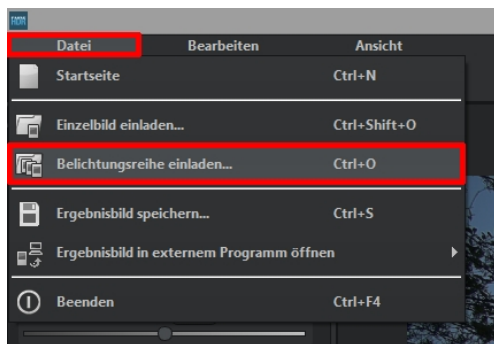 Datei Bearbeiten Ansicht
Startseite Ctrl+N
Einzelbild einladen... Ctrl+Shift+O
Belichtungsreihe einladen... Ctrl+O
Ergebnisbild speichern... Ctrl+S
Ergebnisbild in externem Programm öffnen
Beenden Ctrl+F4